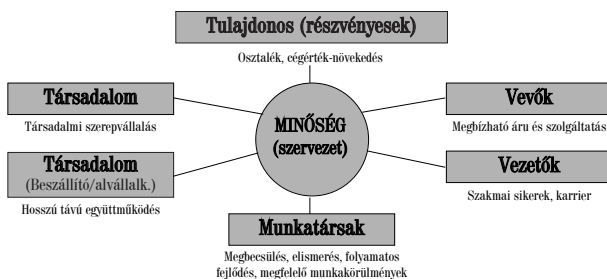 Tulajdonos (részvényesek)
Osztalék, cégérték-növekedés
Társadalom
Társadalmi szerepvállalás
Vevők
Megbízható áru és szolgáltatás
MINŐSÉG
(szervezet)
Társadalom
(Beszállító/alvállalk.)
Hosszú távú együttműködés
Vezetők
Szakmai sikerek, karrier
Munkatársak
Megbecsülés, elismerés, folyamatos
fejlődés, megfelelő munkakörülmények